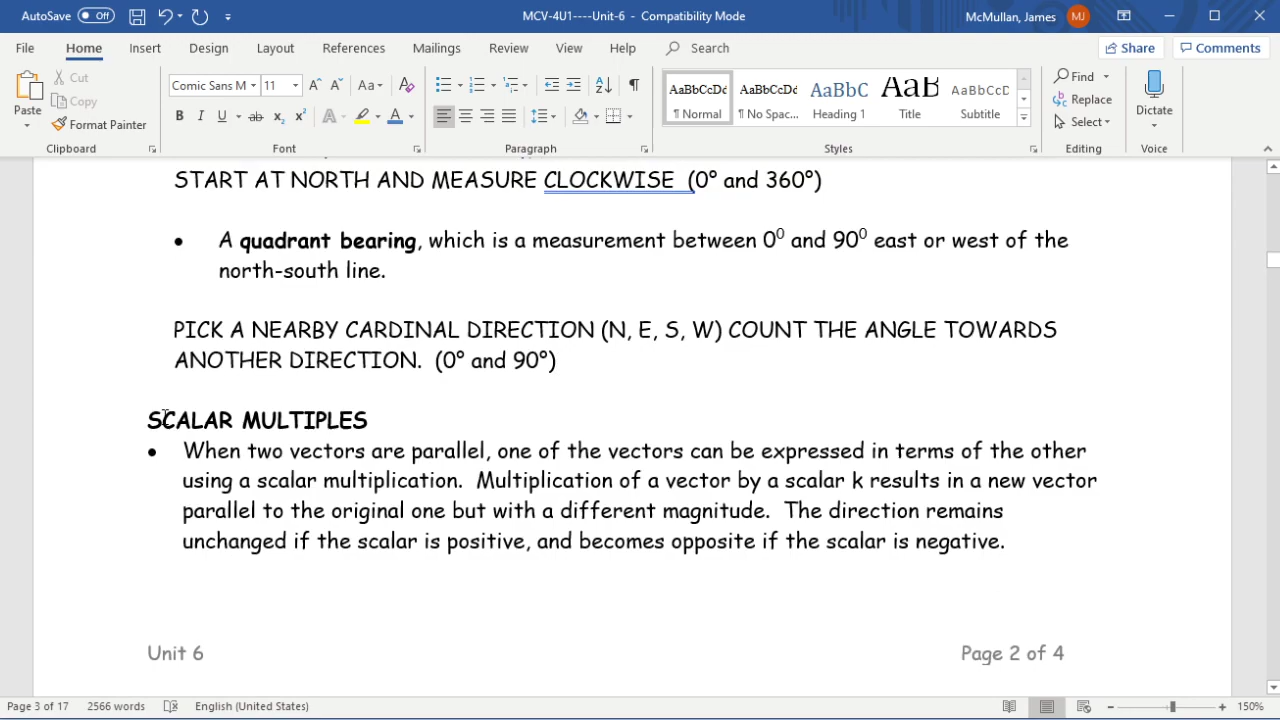 AutoSave Off
MCV-4U1----Unit-6 - Compatibility Mode
McMullan, James MJ
File Home Insert Design Layout References Mailings Review View Help Search Share Comments
Paste
Cut
Copy
Format Painter
Comic Sans M 11
AaBbCcDd AaBbCcDd AaBbC AaB AaBbCcD
¶ Normal ¶ No Spac... Heading 1 Title Subtitle
Find
Replace
Select
Dictate
Clipboard Font Paragraph Styles Editing Voice
START AT NORTH AND MEASURE CLOCKWISE (0° and 360°)
• A quadrant bearing, which is a measurement between 0⁰ and 90⁰ east or west of the
north-south line.
PICK A NEARBY CARDINAL DIRECTION (N, E, S, W) COUNT THE ANGLE TOWARDS
ANOTHER DIRECTION. (0° and 90°)
SCALAR MULTIPLES
• When two vectors are parallel, one of the vectors can be expressed in terms of the other
using a scalar multiplication. Multiplication of a vector by a scalar k results in a new vector
parallel to the original one but with a different magnitude. The direction remains
unchanged if the scalar is positive, and becomes opposite if the scalar is negative.
Unit 6 Page 2 of 4
Page 3 of 17 2566 words English (United States) 150%